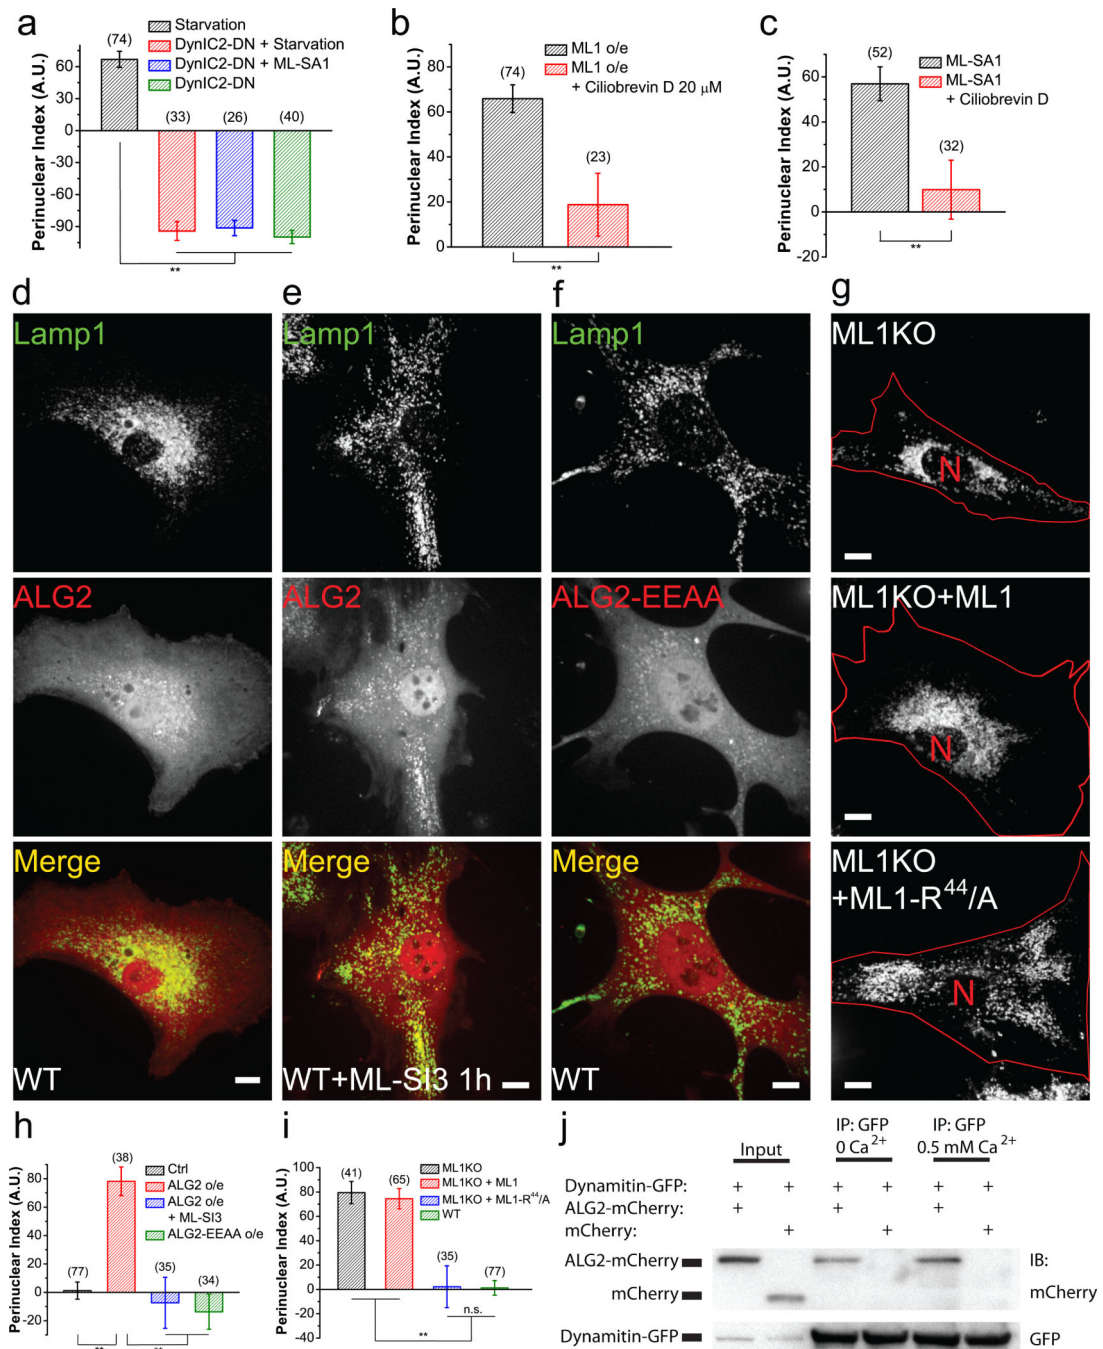 a
Starvation
DynIC2-DN + Starvation
DynIC2-DN + ML-SA1
DynIC2-DN
Perinuclear Index (A.U.)
60
30
0
-30
-60
-90
(74)
(33)
(26)
(40)
**
b
ML1 o/e
ML1 o/e
+ Ciliobrevin D 20 μM
Perinuclear Index (A.U.)
80
60
40
20
0
(74)
(23)
**
c
ML-SA1
ML-SA1
+ Ciliobrevin D
Perinuclear Index (A.U.)
80
60
40
20
0
-20
(52)
(32)
**
d
e
f
g
Lamp1
Lamp1
Lamp1
ML1KO
N
ALG2
ALG2
ALG2-EEAA
ML1KO+ML1
N
Merge
Merge
Merge
ML1KO
+ML1-R44/A
N
WT
WT+ML-SI3 1h
WT
h
Ctrl
ALG2 o/e
ALG2 o/e
+ ML-SI3
ALG2-EEAA o/e
Perinuclear Index (A.U.)
80
60
40
20
0
-20
(77)
(38)
(35)
(34)
**
**
i
ML1KO
ML1KO + ML1
ML1KO + ML1-R44/A
WT
Perinuclear Index (A.U.)
100
80
60
40
20
0
-20
-40
(41)
(65)
(35)
(77)
n.s.
**
j
Input
IP: GFP
0 Ca2+
IP: GFP
0.5 mM Ca2+
Dynamitin-GFP: + + + + + +
ALG2-mCherry: + + +
mCherry: + + +
ALG2-mCherry
IB:
mCherry
mCherry
Dynamitin-GFP
GFP